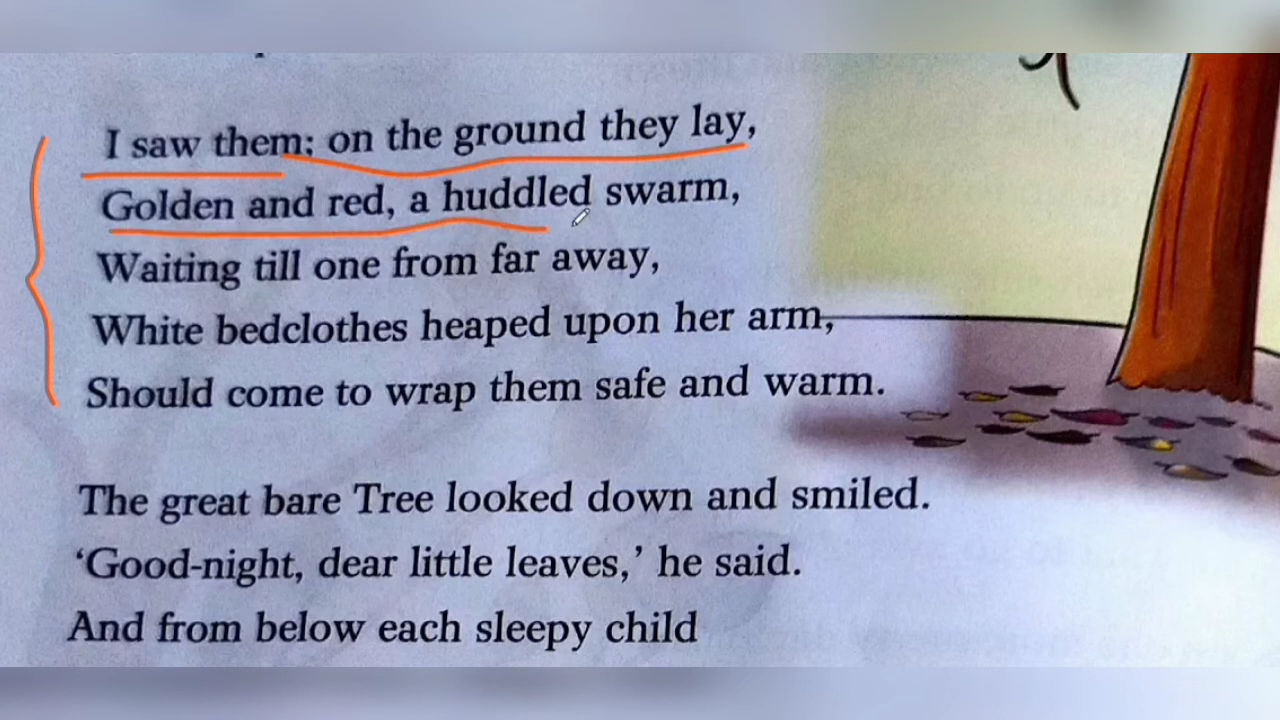 I saw them; on the ground they lay,
Golden and red, a huddled swarm,
Waiting till one from far away,
White bedclothes heaped upon her arm,
Should come to wrap them safe and warm.
The great bare Tree looked down and smiled.
‘Good-night, dear little leaves,’ he said.
And from below each sleepy child